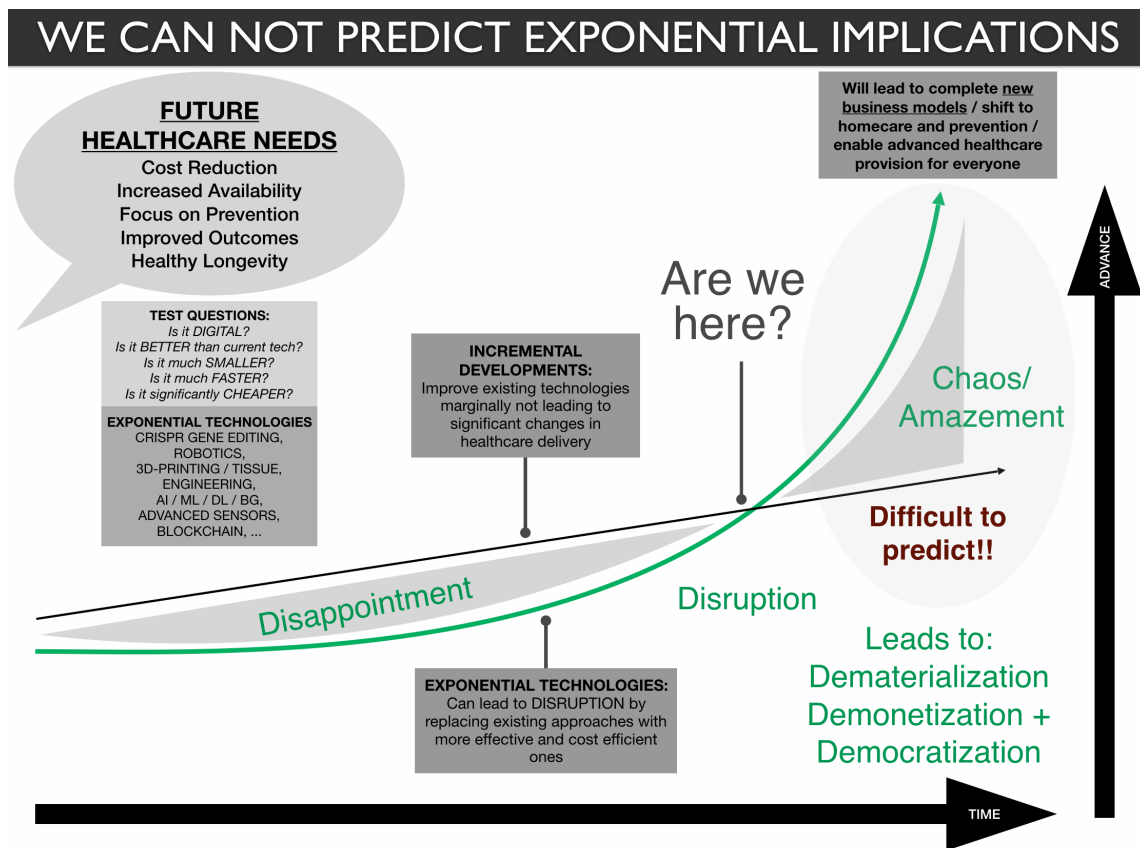 WE CAN NOT PREDICT EXPONENTIAL IMPLICATIONS
FUTURE
HEALTHCARE NEEDS
Cost Reduction
Increased Availability
Focus on Prevention
Improved Outcomes
Healthy Longevity
TEST QUESTIONS:
Is it DIGITAL?
Is it BETTER than current tech?
Is it much SMALLER?
Is it much FASTER?
Is it significantly CHEAPER?
EXPONENTIAL TECHNOLOGIES
CRISPR GENE EDITING,
ROBOTICS,
3D-PRINTING / TISSUE,
ENGINEERING,
AI / ML / DL / BG,
ADVANCED SENSORS,
BLOCKCHAIN, ...
INCREMENTAL
DEVELOPMENTS:
Improve existing technologies
marginally not leading to
significant changes in
healthcare delivery
Are we
here?
Will lead to complete new
business models / shift to
homecare and prevention /
enable advanced healthcare
provision for everyone
ADVANCE
Chaos/
Amazement
Difficult to
predict!!
Disappointment
Disruption
EXPONENTIAL TECHNOLOGIES:
Can lead to DISRUPTION by
replacing existing approaches with
more effective and cost efficient
ones
Leads to:
Dematerialization
Demonetization +
Democratization
TIME